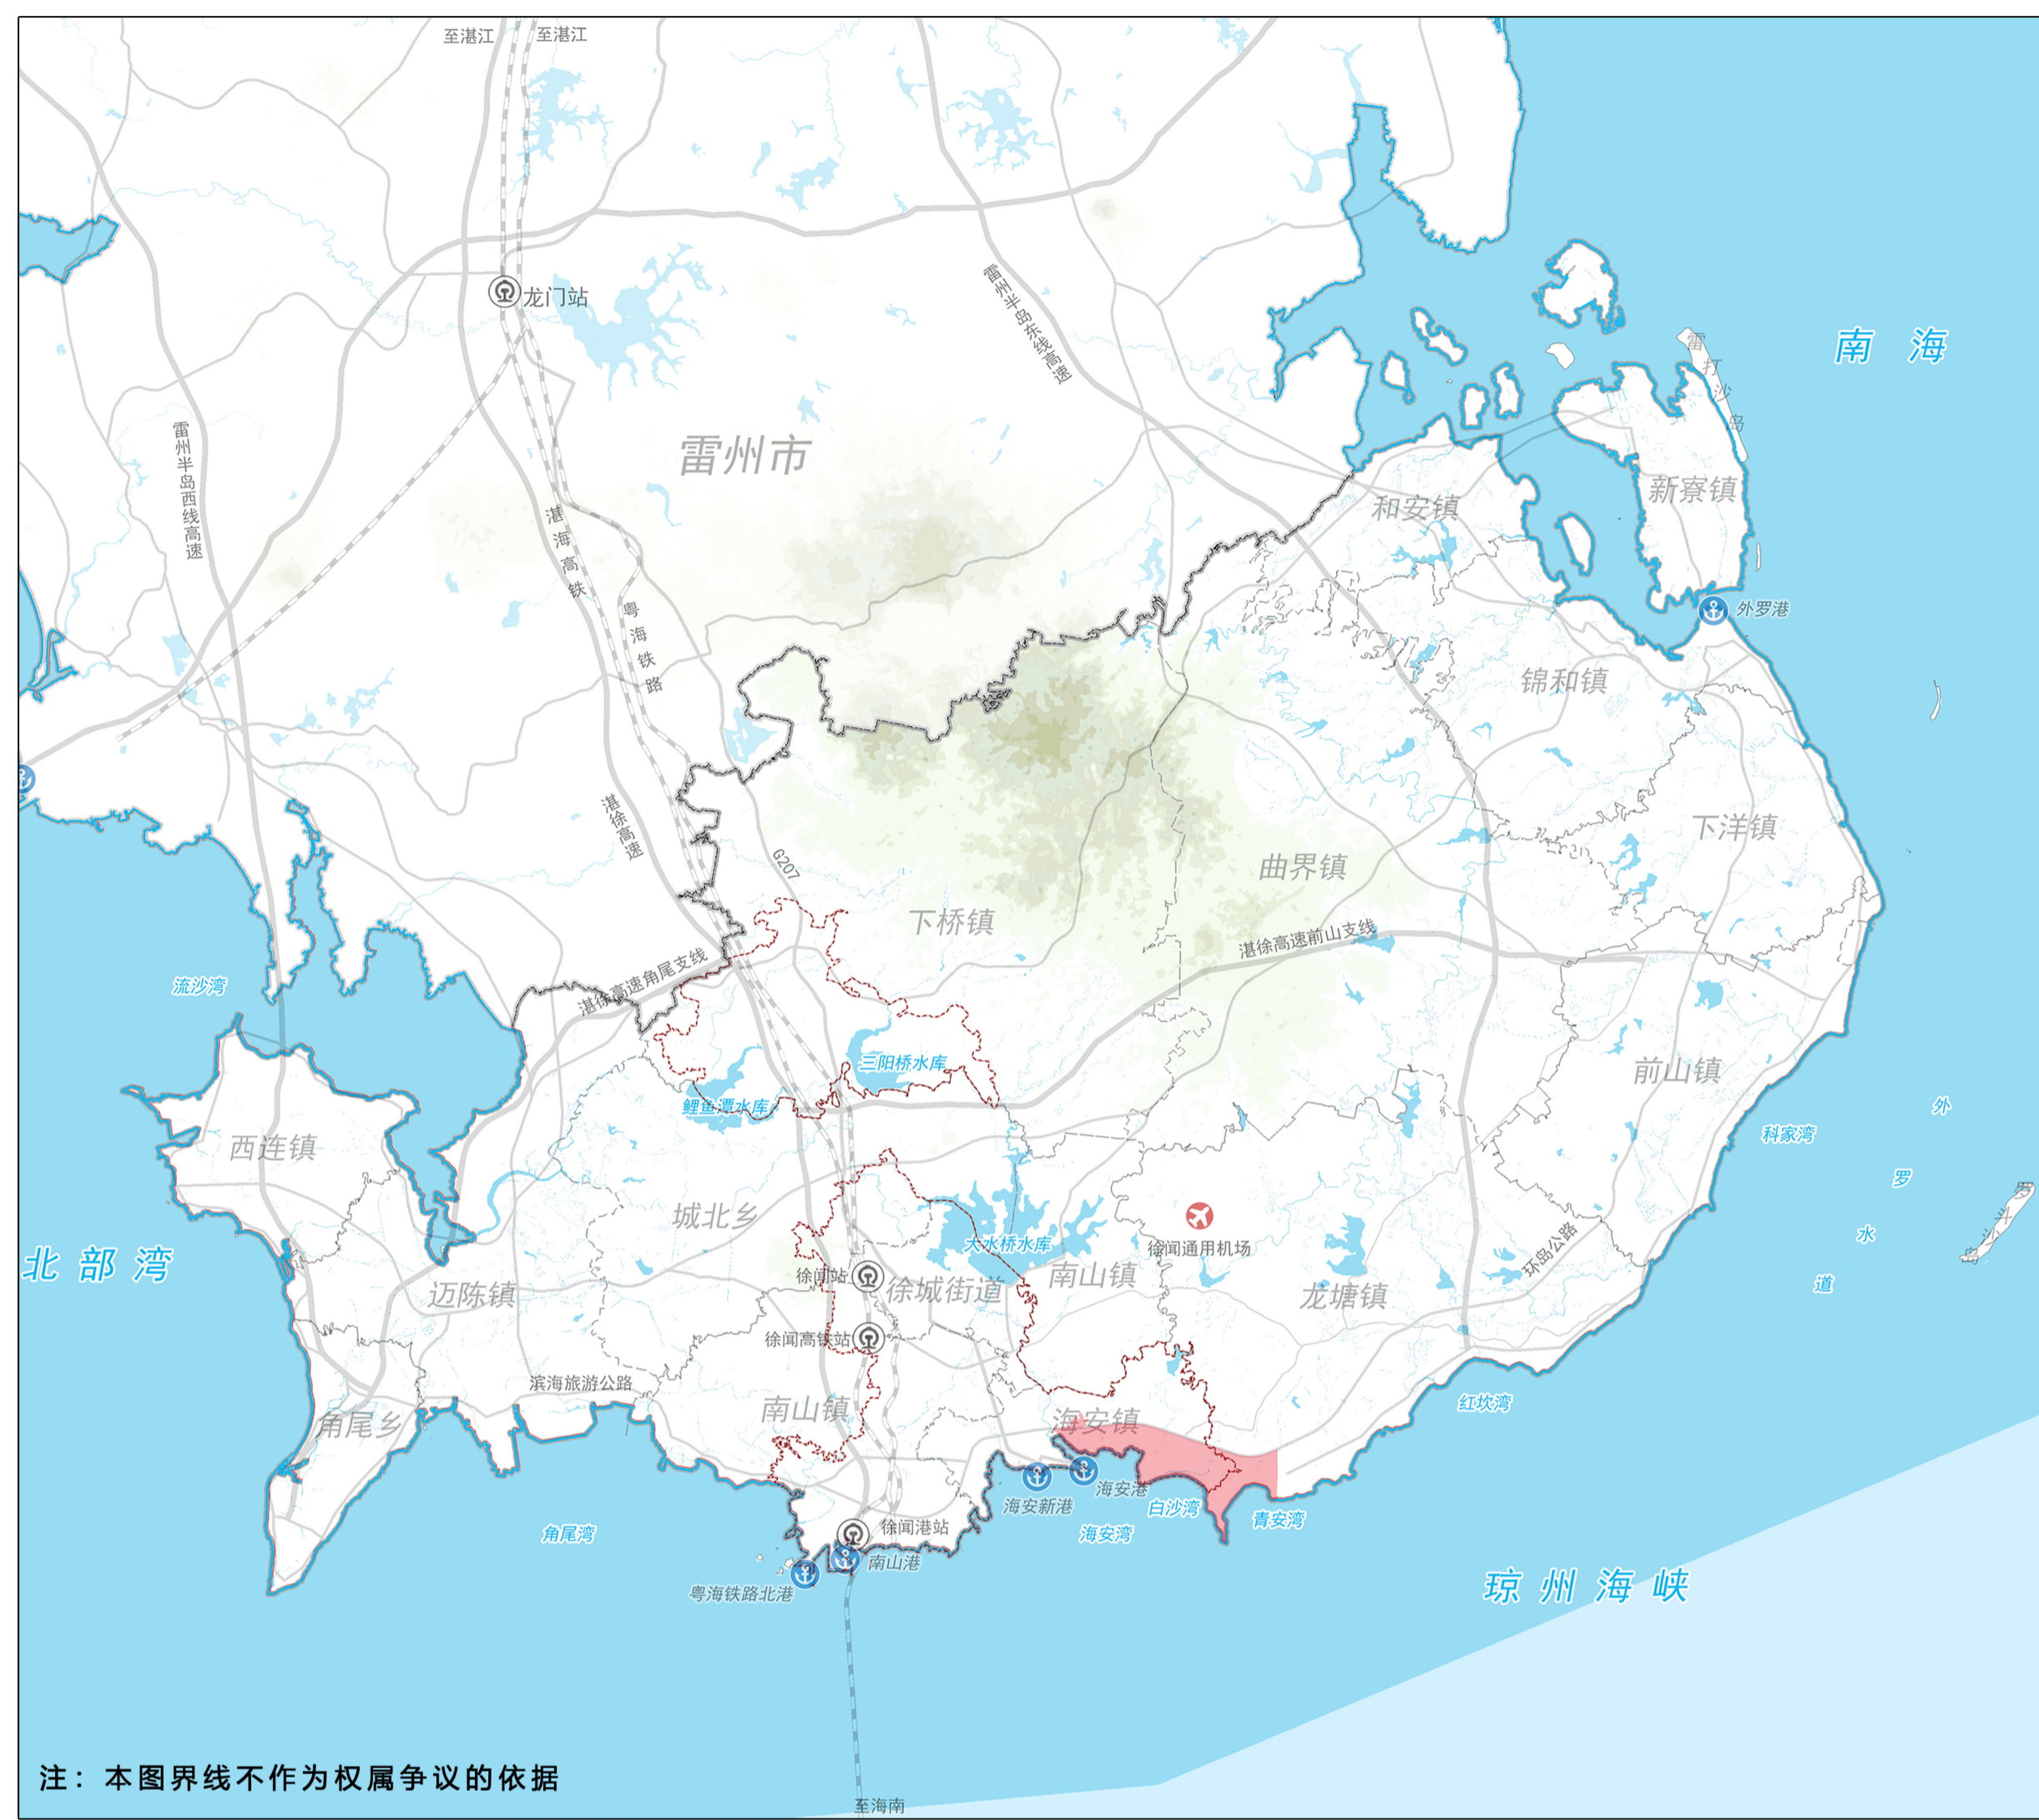 至湛江
至湛江
龙门站
雷州半岛东线高速
南海
雷打沙岛
雷州半岛西线高速
雷州市
和安镇
新寮镇
湛海高铁
粤海铁路
外罗港
锦和镇
湛徐高速
G207
曲界镇
下洋镇
下桥镇
湛徐高速前山支线
湛徐高速角尾支线
流沙湾
三阳桥水库
前山镇
鲤鱼潭水库
外罗水道
科家湾
西连镇
城北乡
罗斗沙岛
北部湾
大水桥水库
徐闻通用机场
环岛公路
徐闻站
徐城街道
南山镇
迈陈镇
龙塘镇
徐闻高铁站
滨海旅游公路
角尾乡
南山镇
海安镇
红坎湾
海安港
海安新港
白沙湾
青安湾
角尾湾
徐闻港站
海安湾
南山港
粤海铁路北港
琼州海峡
注：本图界线不作为权属争议的依据
至海南